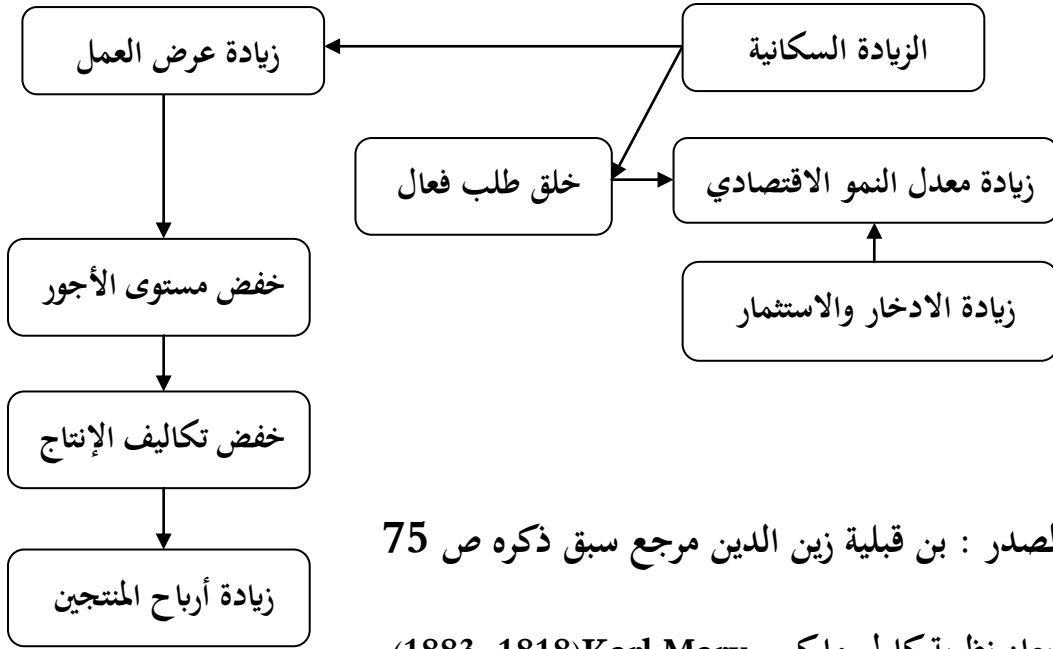 الزيادة السكانية
زيادة عرض العمل
خلق طلب فعال
زيادة معدل النمو الاقتصادي
خفض مستوى الأجور
زيادة الادخار والاستثمار
خفض تكاليف الإنتاج
زيادة أرباح المنتجين
لمصدر : بن قبلية زين الدين مرجع سبق ذكره ص 75
نظرية كارل ماركس Karl Marx(1818-1883)